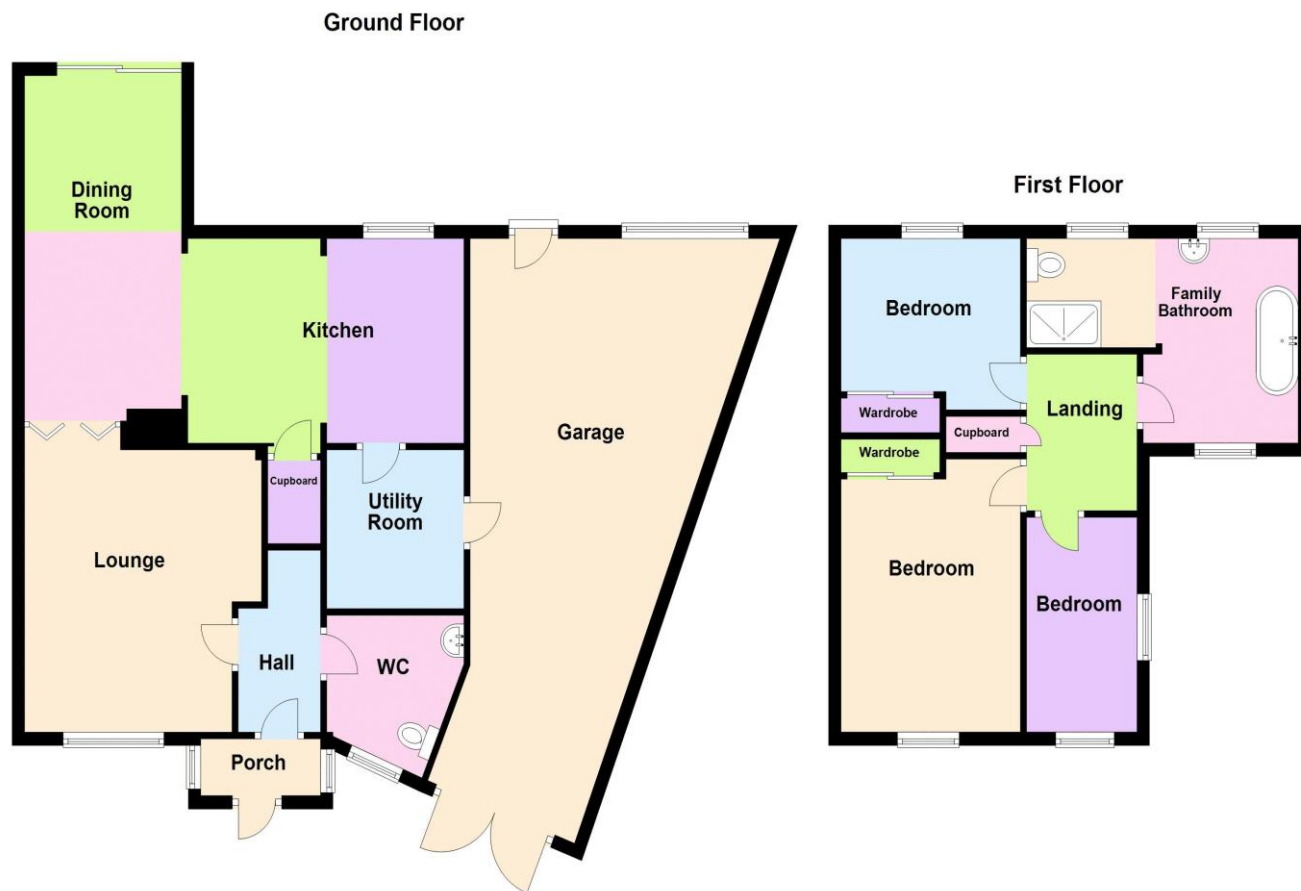 Ground Floor
Dining
Room
Kitchen
Garage
Cupboard
Utility
Room
Lounge
Hall
WC
Porch
First Floor
Bedroom
Family
Bathroom
Wardrobe
Landing
Cupboard
Wardrobe
Bedroom
Bedroom